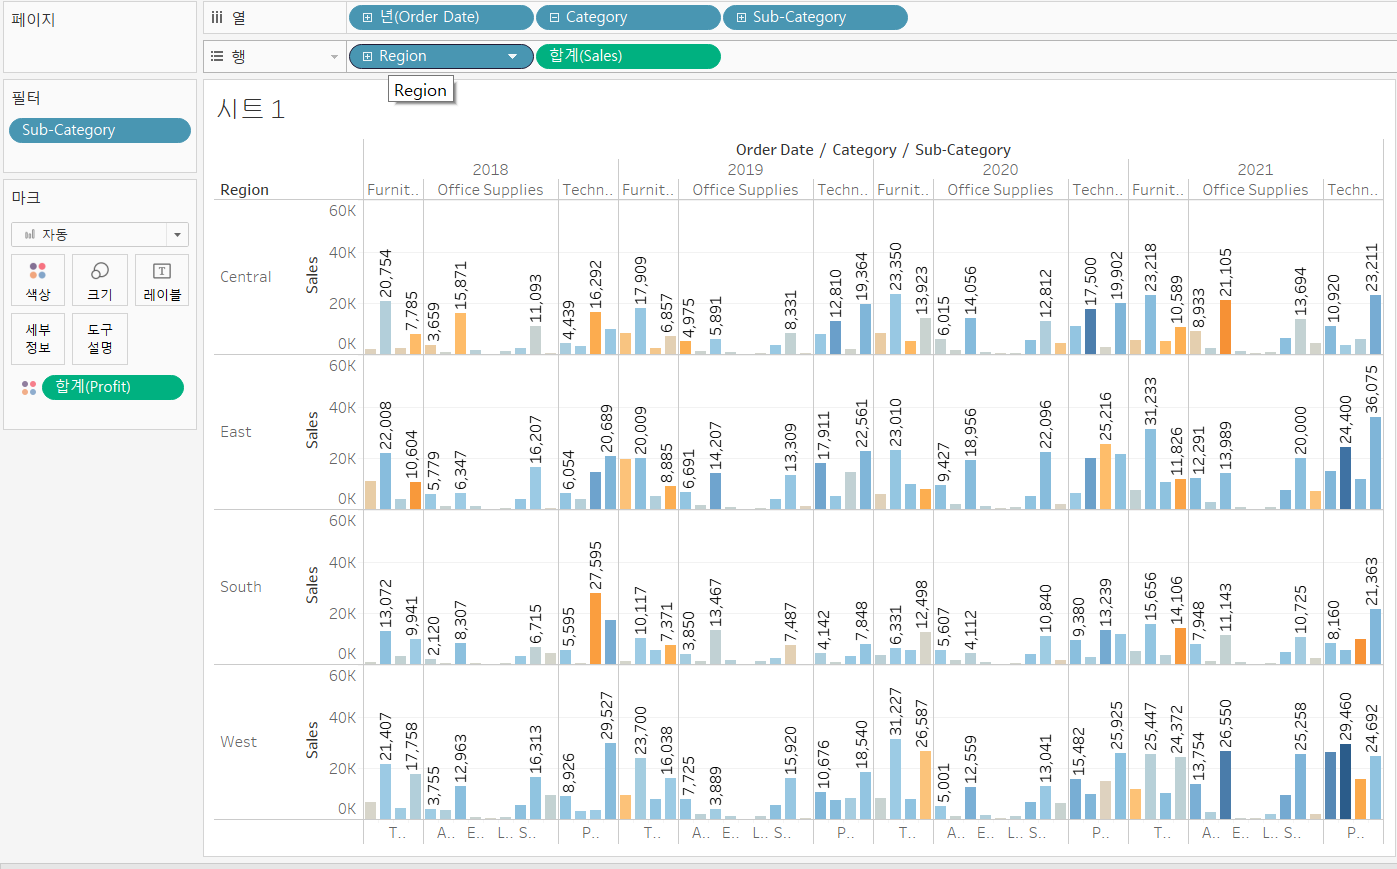 페이지
열
년(Order Date)
Category
Sub-Category
행
Region
합계(Sales)
Region
필터
Sub-Category
마크
자동
색상
크기
레이블
세부
정보
도구
설명
합계(Profit)
시트 1
Order Date / Category / Sub-Category
2018 2019 2020 2021
Region Furnit.. Office Supplies Techn.. Furnit.. Office Supplies Techn.. Furnit.. Office Supplies Techn.. Furnit.. Office Supplies Techn..
Central
Sales
60K
40K
20K
0K
20,754 7,785 3,659 15,871 11,093 4,439 16,292 17,909 6,857 4,975 5,891 8,331 12,810 19,364 23,350 13,923 6,015 14,056 12,812 17,500 19,902 23,218 10,589 8,933 21,105 13,694 10,920 23,211
East
Sales
60K
40K
20K
0K
22,008 10,604 5,779 6,347 16,207 6,054 20,689 20,009 8,885 6,691 14,207 13,309 17,911 22,561 23,010 9,427 18,956 22,096 25,216 31,233 11,826 12,291 13,989 20,000 24,400 36,075
South
Sales
60K
40K
20K
0K
13,072 9,941 2,120 8,307 6,715 5,595 27,595 10,117 7,371 3,850 13,467 7,487 4,142 7,848 6,331 12,498 5,607 4,112 10,840 9,380 13,239 15,656 14,106 7,948 11,143 10,725 8,160 21,363
West
Sales
60K
40K
20K
0K
21,407 17,758 3,755 12,963 16,313 8,926 29,527 23,700 16,038 7,725 3,889 15,920 10,676 18,540 31,227 26,587 5,001 12,559 13,041 15,482 25,925 25,447 24,372 13,754 26,550 25,258 29,460 24,692
T.. A.. E.. L.. S.. P.. T.. A.. E.. L.. S.. P.. T.. A.. E.. L.. S.. P.. T.. A.. E.. L.. S.. P..